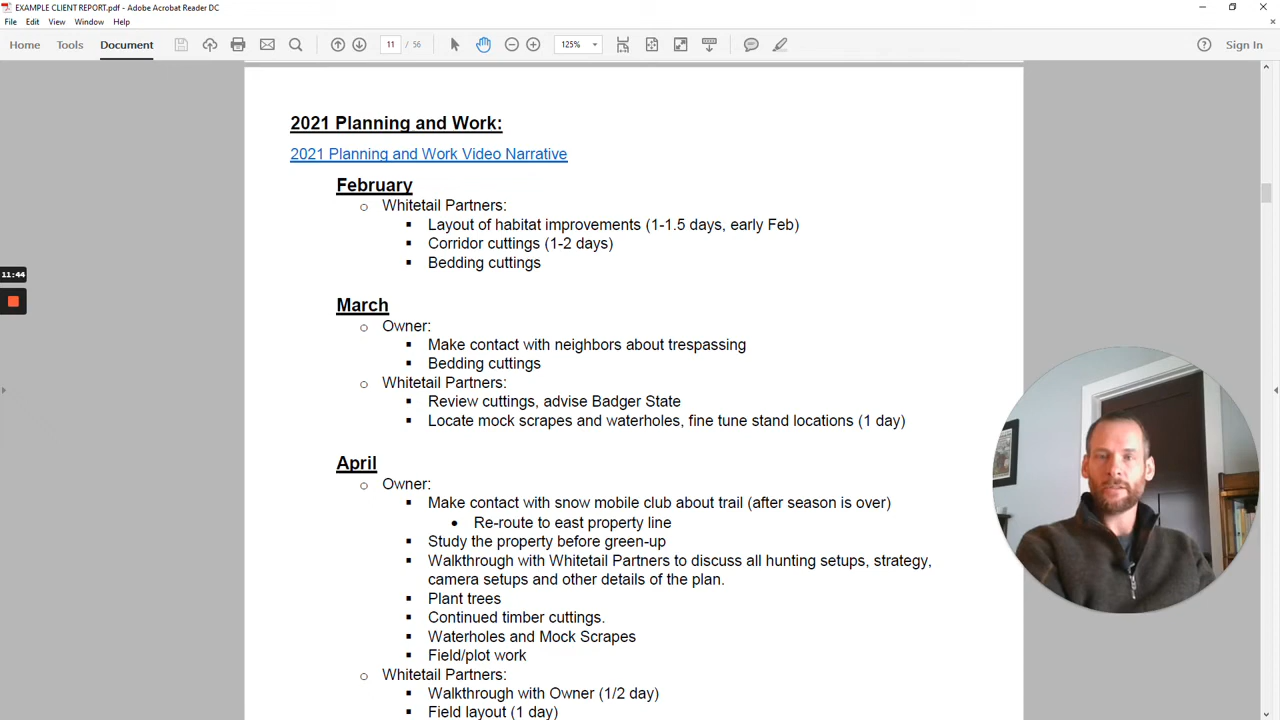 EXAMPLE CLIENT REPORT.pdf - Adobe Acrobat Reader DC
File Edit View Window Help
Home Tools Document 11 / 56 125% Sign In
2021 Planning and Work:
2021 Planning and Work Video Narrative
February
o Whitetail Partners:
▪ Layout of habitat improvements (1-1.5 days, early Feb)
▪ Corridor cuttings (1-2 days)
▪ Bedding cuttings
11:44
March
o Owner:
▪ Make contact with neighbors about trespassing
▪ Bedding cuttings
o Whitetail Partners:
▪ Review cuttings, advise Badger State
▪ Locate mock scrapes and waterholes, fine tune stand locations (1 day)
April
o Owner:
▪ Make contact with snow mobile club about trail (after season is over)
• Re-route to east property line
▪ Study the property before green-up
▪ Walkthrough with Whitetail Partners to discuss all hunting setups, strategy,
camera setups and other details of the plan.
▪ Plant trees
▪ Continued timber cuttings.
▪ Waterholes and Mock Scrapes
▪ Field/plot work
o Whitetail Partners:
▪ Walkthrough with Owner (1/2 day)
▪ Field layout (1 day)